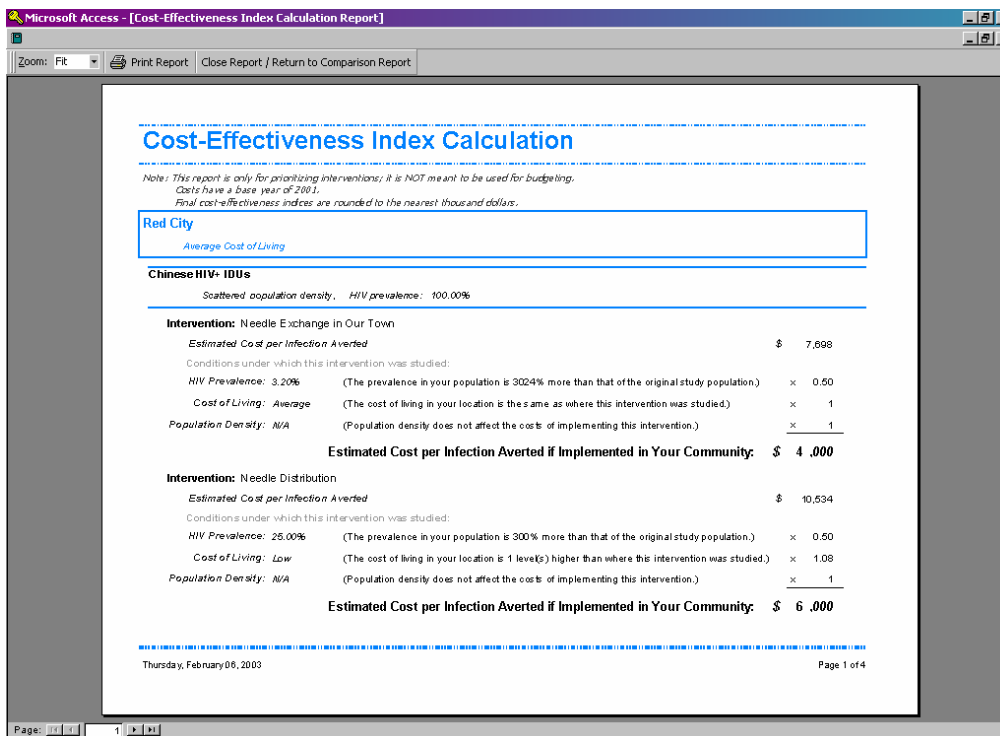 Microsoft Access - [Cost-Effectiveness Index Calculation Report]
Zoom: Fit Print Report Close Report / Return to Comparison Report
Cost-Effectiveness Index Calculation
Note: This report is only for prioritizing interventions; it is NOT meant to be used for budgeting.
Costs have a base year of 2001.
Final cost-effectiveness indices are rounded to the nearest thousand dollars.
Red City
Average Cost of Living
Chinese HIV+ IDUs
Scattered population density, HIV prevalence: 100.00%
Intervention: Needle Exchange in Our Town
Estimated Cost per Infection Averted $ 7,698
Conditions under which this intervention was studied:
HIV Prevalence: 3.20% (The prevalence in your population is 3024% more than that of the original study population.) x 0.50
Cost of Living: Average (The cost of living in your location is the same as where this intervention was studied.) x 1
Population Density: N/A (Population density does not affect the costs of implementing this intervention.) x 1
Estimated Cost per Infection Averted if Implemented in Your Community: $ 4 ,000
Intervention: Needle Distribution
Estimated Cost per Infection Averted $ 10,534
Conditions under which this intervention was studied:
HIV Prevalence: 25.00% (The prevalence in your population is 300% more than that of the original study population.) x 0.50
Cost of Living: Low (The cost of living in your location is 1 level(s) higher than where this intervention was studied.) x 1.08
Population Density: N/A (Population density does not affect the costs of implementing this intervention.) x 1
Estimated Cost per Infection Averted if Implemented in Your Community: $ 6 ,000
Thursday, February 06, 2003 Page 1 of 4
Page: 1